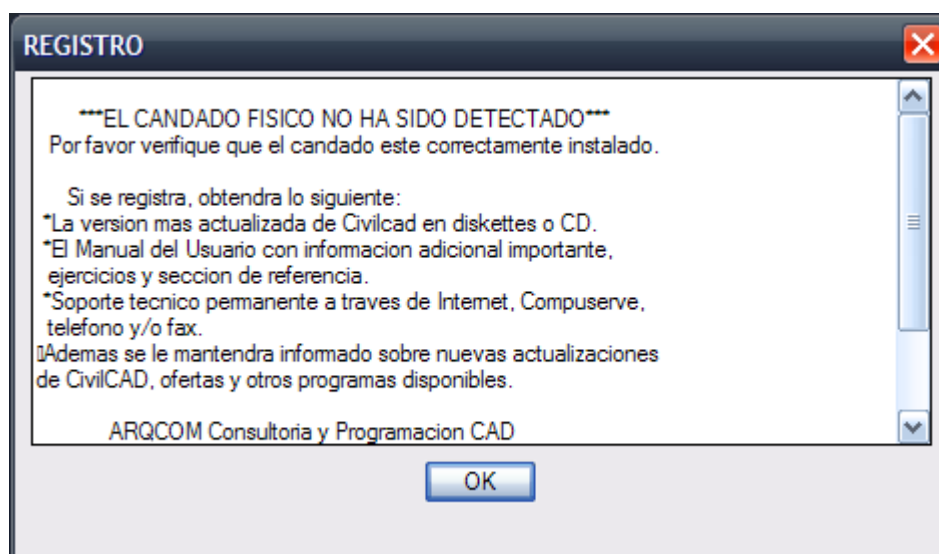 REGISTRO
***EL CANDADO FISICO NO HA SIDO DETECTADO***
Por favor verifique que el candado este correctamente instalado.
Si se registra, obtendra lo siguiente:
*La version mas actualizada de Civilcad en diskettes o CD.
*El Manual del Usuario con informacion adicional importante,
ejercicios y seccion de referencia.
*Soporte tecnico permanente a traves de Internet, Compuserve,
telefono y/o fax.
▯Ademas se le mantendra informado sobre nuevas actualizaciones
de CivilCAD, ofertas y otros programas disponibles.
ARQCOM Consultoria y Programacion CAD
OK